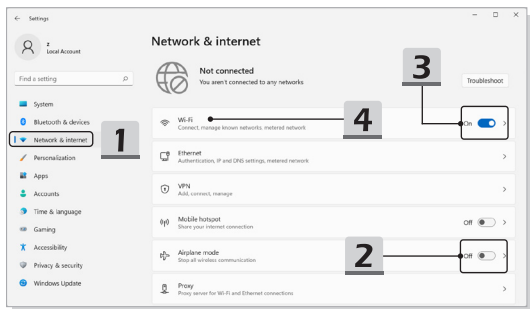 Settings
z
Local Account
Find a setting
System
Bluetooth & devices
Network & internet
Personalization
Apps
Accounts
Time & language
Gaming
Accessibility
Privacy & security
Windows Update
1
Network & internet
Not connected
You aren't connected to any networks
3
Troubleshoot
Wi-Fi
Connect, manage known networks, metered network
4
On
Ethernet
Authentication, IP and DNS settings, metered network
VPN
Add, connect, manage
Mobile hotspot
Share your internet connection
Off
Airplane mode
Stop all wireless communication
2
Off
Proxy
Proxy server for Wi-Fi and Ethernet connections